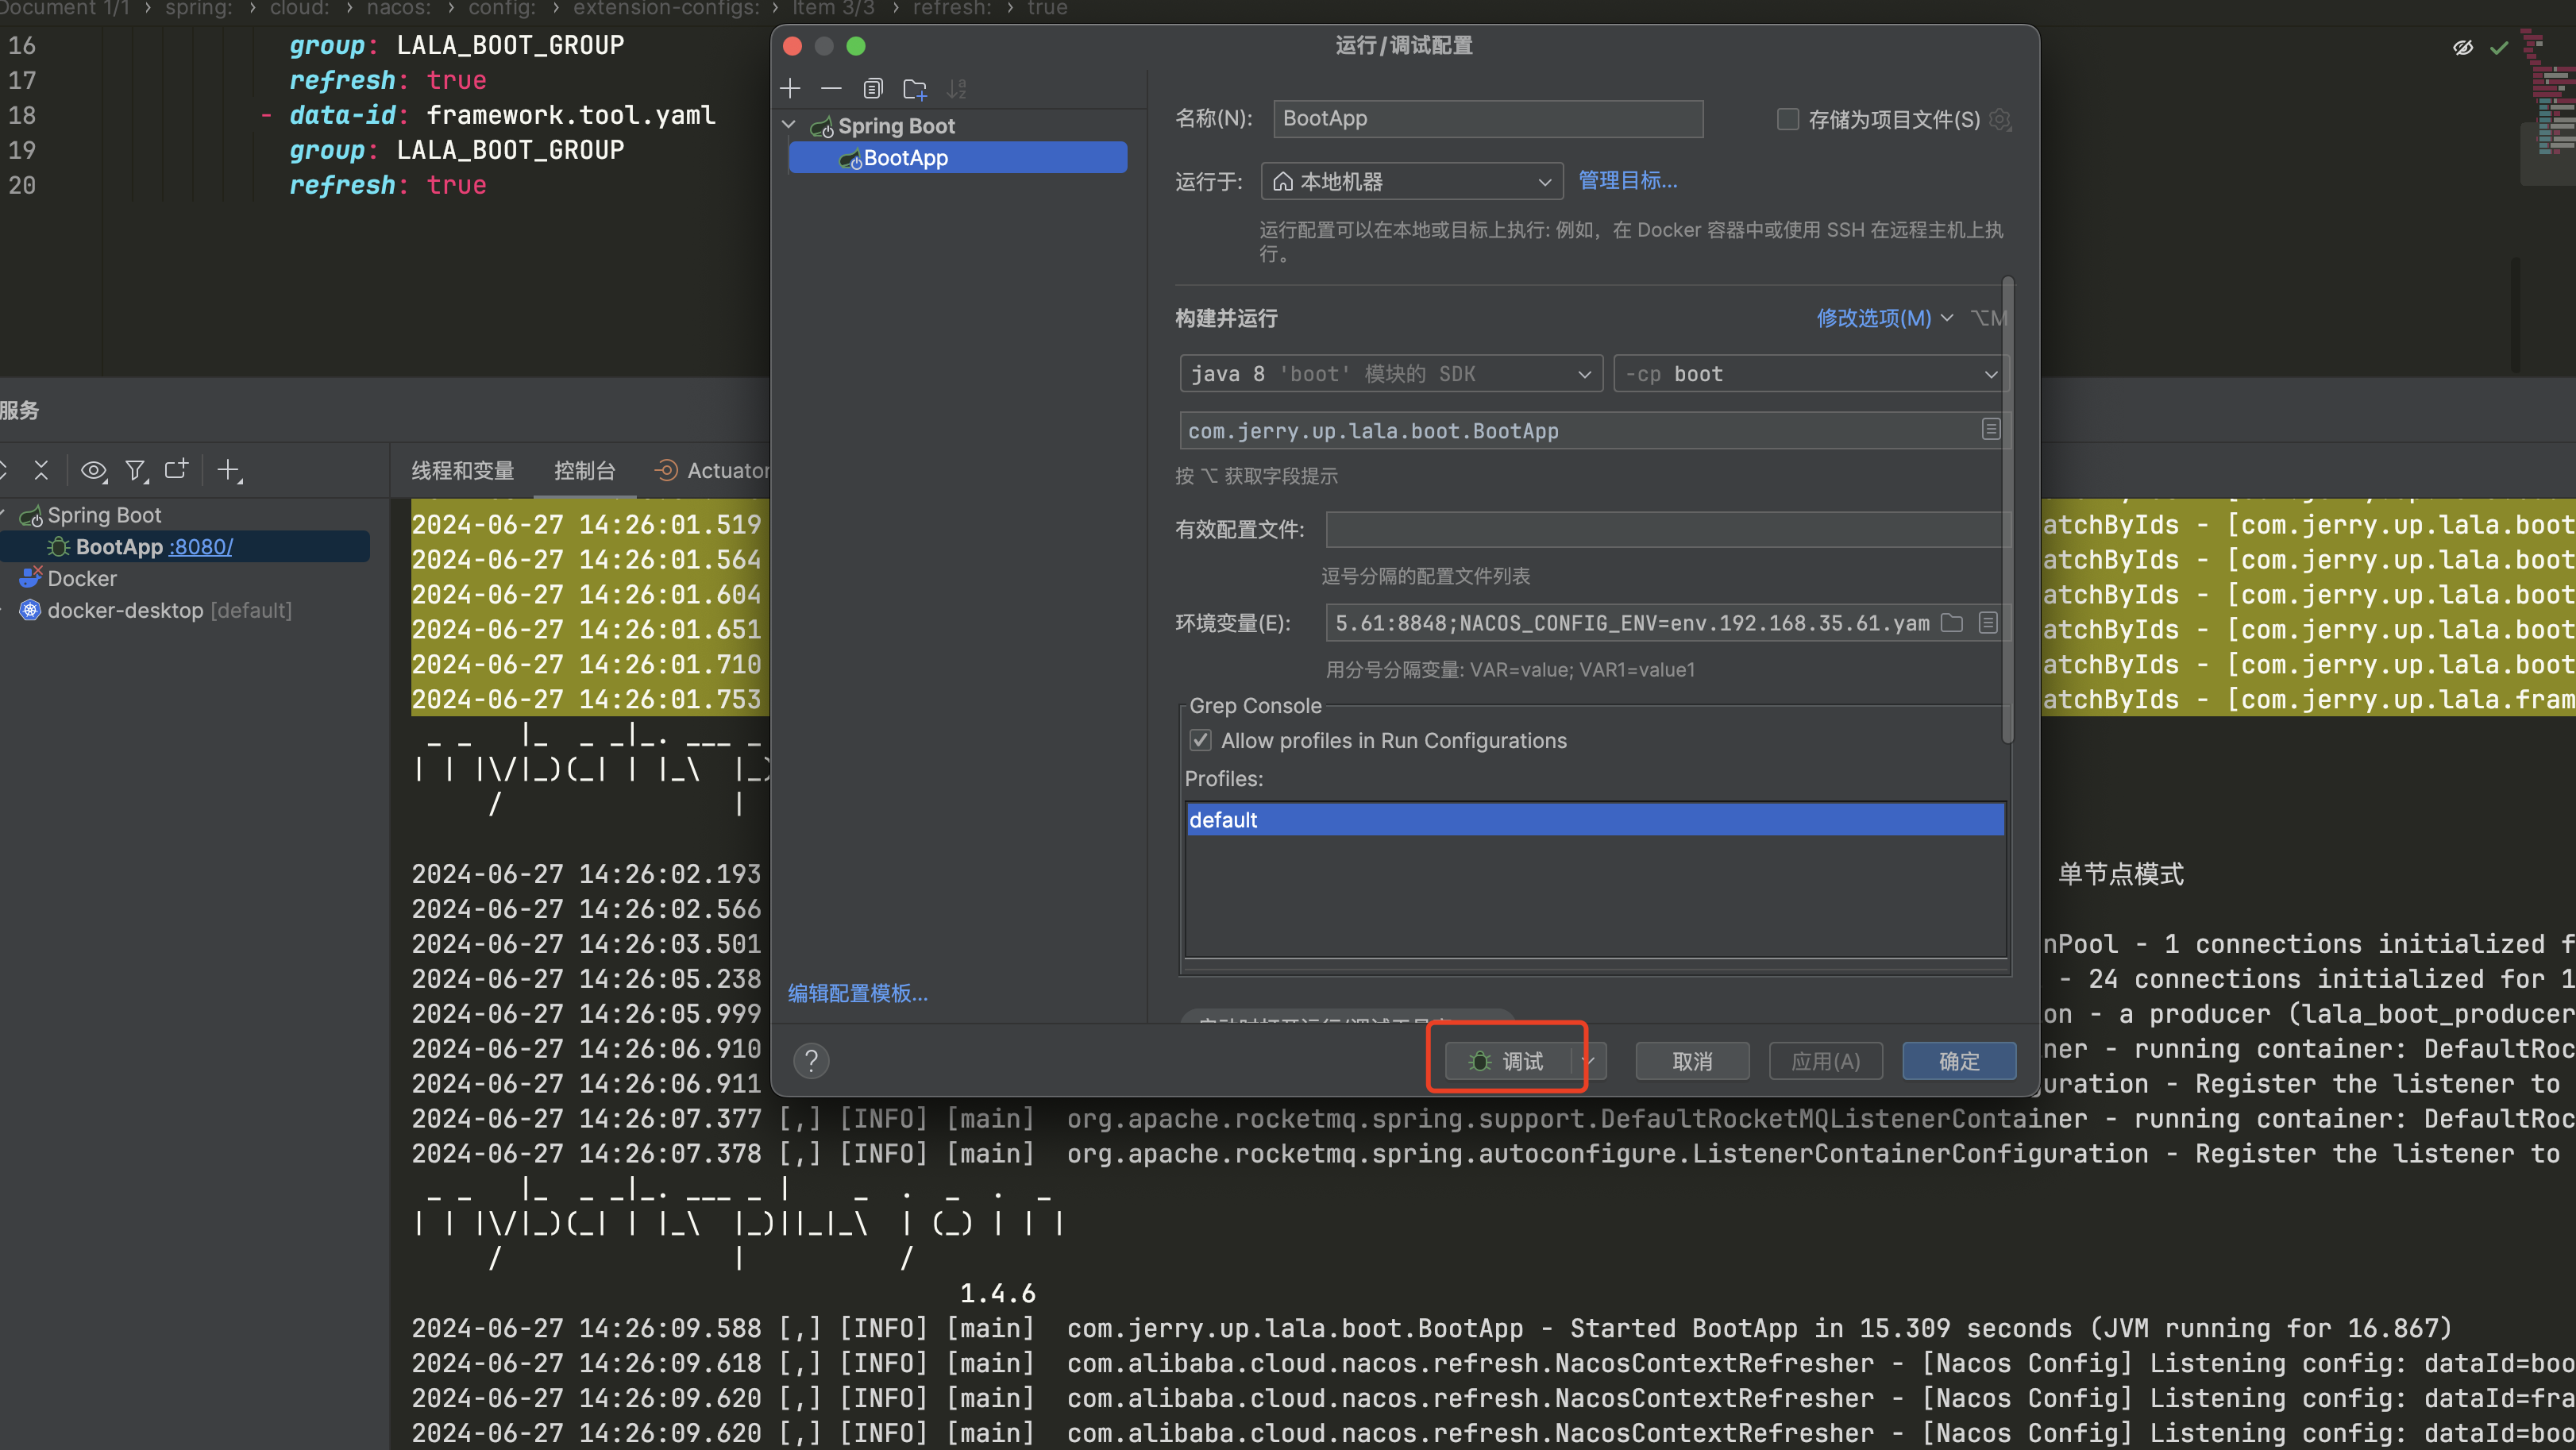 Document 1/1 › spring: › cloud: › nacos: › config: › extension-configs: › Item 3/3 › refresh: › true
16 group: LALA_BOOT_GROUP
17 refresh: true
18 - data-id: framework.tool.yaml
19 group: LALA_BOOT_GROUP
20 refresh: true
运行/调试配置
Spring Boot
BootApp
编辑配置模板...
名称(N): BootApp 存储为项目文件(S)
运行于: 本地机器 管理目标...
运行配置可以在本地或目标上执行: 例如，在 Docker 容器中或使用 SSH 在远程主机上执
行。
构建并运行 修改选项(M) ⌥M
java 8 'boot' 模块的 SDK -cp boot
com.jerry.up.lala.boot.BootApp
按 ⌥ 获取字段提示
有效配置文件:
逗号分隔的配置文件列表
环境变量(E): 5.61:8848;NACOS_CONFIG_ENV=env.192.168.35.61.yam
用分号分隔变量: VAR=value; VAR1=value1
Grep Console
Allow profiles in Run Configurations
Profiles:
default
? 调试 取消 应用(A) 确定
服务
线程和变量 控制台 Actuator
Spring Boot
BootApp :8080/
Docker
docker-desktop [default]
2024-06-27 14:26:01.519 atchByIds - [com.jerry.up.lala.boot
2024-06-27 14:26:01.564 atchByIds - [com.jerry.up.lala.boot
2024-06-27 14:26:01.604 atchByIds - [com.jerry.up.lala.boot
2024-06-27 14:26:01.651 atchByIds - [com.jerry.up.lala.boot
2024-06-27 14:26:01.710 atchByIds - [com.jerry.up.lala.boot
2024-06-27 14:26:01.753 atchByIds - [com.jerry.up.lala.fram
2024-06-27 14:26:02.193 单节点模式
2024-06-27 14:26:02.566
2024-06-27 14:26:03.501 nPool - 1 connections initialized f
2024-06-27 14:26:05.238 - 24 connections initialized for 1
2024-06-27 14:26:05.999 on - a producer (lala_boot_producer
2024-06-27 14:26:06.910 ner - running container: DefaultRoc
2024-06-27 14:26:06.911 guration - Register the listener to
2024-06-27 14:26:07.377 [,] [INFO] [main] org.apache.rocketmq.spring.support.DefaultRocketMQListenerContainer - running container: DefaultRoc
2024-06-27 14:26:07.378 [,] [INFO] [main] org.apache.rocketmq.spring.autoconfigure.ListenerContainerConfiguration - Register the listener to
1.4.6
2024-06-27 14:26:09.588 [,] [INFO] [main] com.jerry.up.lala.boot.BootApp - Started BootApp in 15.309 seconds (JVM running for 16.867)
2024-06-27 14:26:09.618 [,] [INFO] [main] com.alibaba.cloud.nacos.refresh.NacosContextRefresher - [Nacos Config] Listening config: dataId=boo
2024-06-27 14:26:09.620 [,] [INFO] [main] com.alibaba.cloud.nacos.refresh.NacosContextRefresher - [Nacos Config] Listening config: dataId=fra
2024-06-27 14:26:09.620 [,] [INFO] [main] com.alibaba.cloud.nacos.refresh.NacosContextRefresher - [Nacos Config] Listening config: dataId=boo